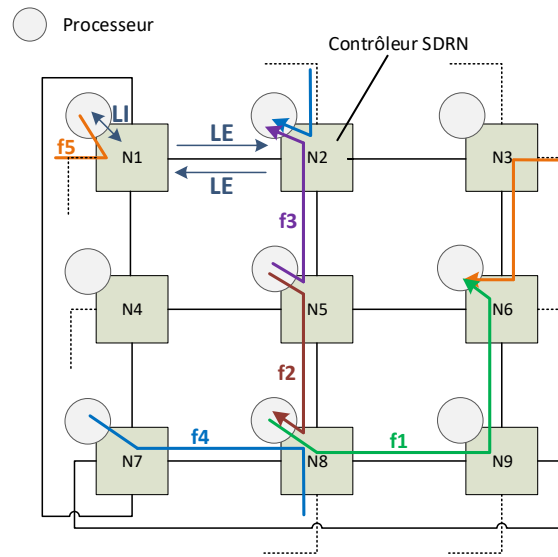 Processeur
Contrôleur SDRN
LI
LE
f5
N1
N2
N3
LE
f3
N4
N5
N6
f2
f4
f1
N7
N8
N9